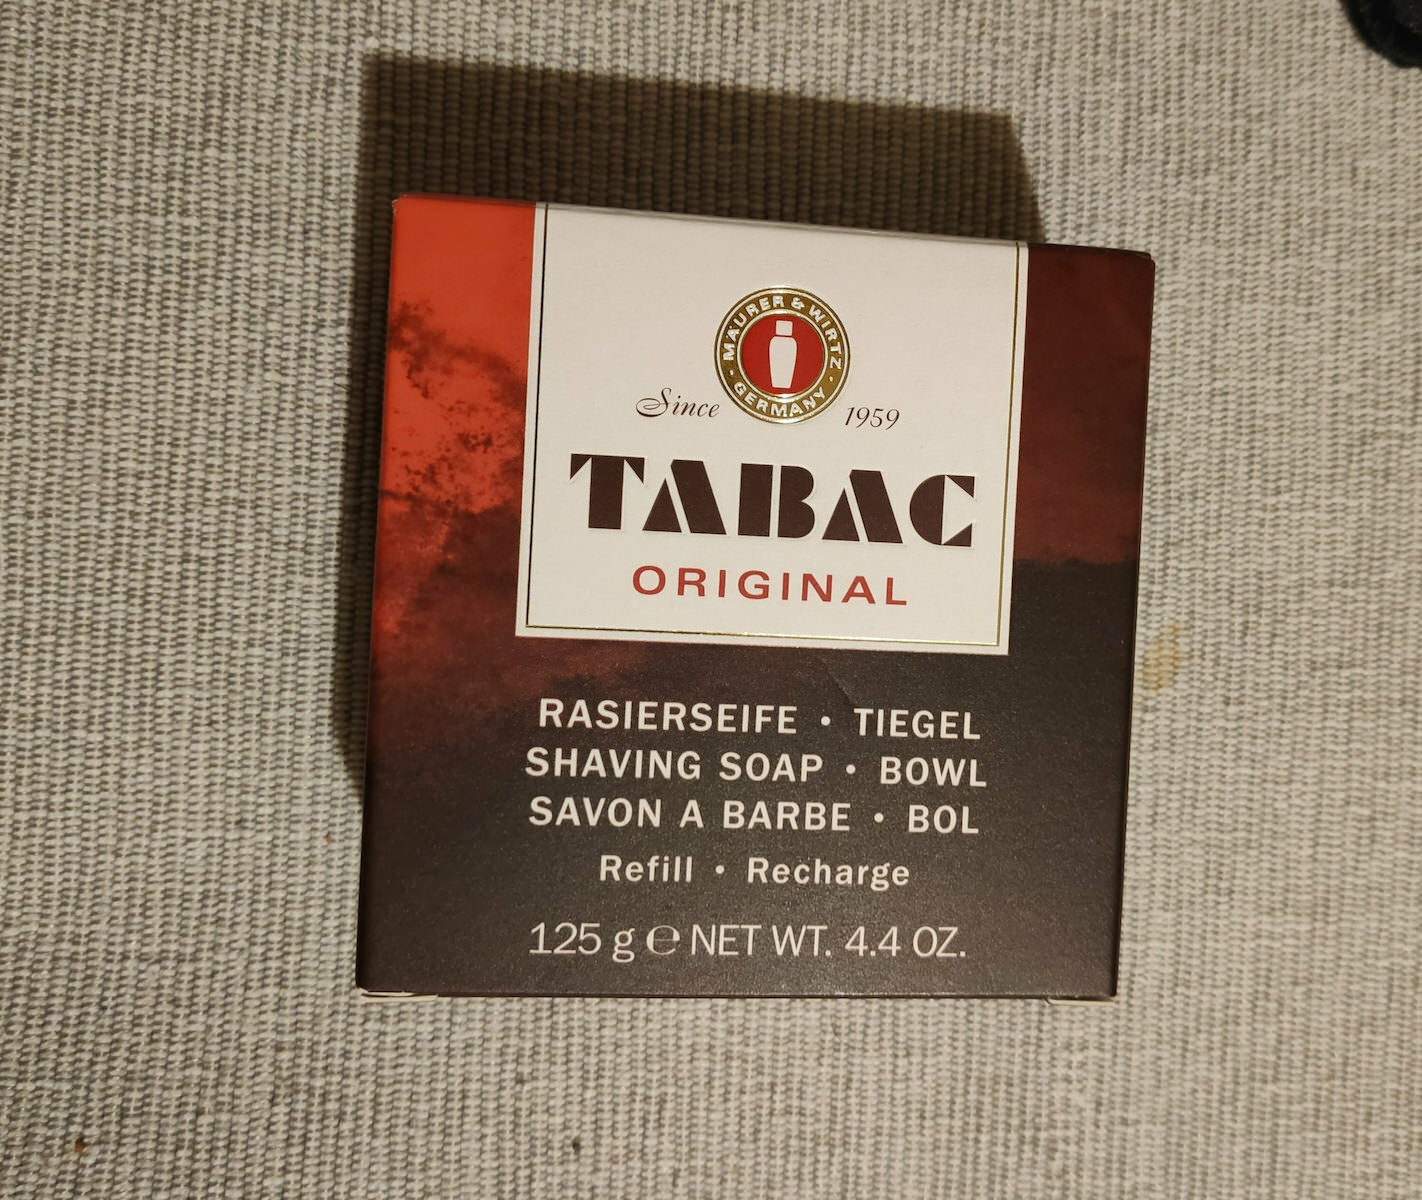 MÄURER & WIRTZ · GERMANY ·
Since 1959
TABAC
ORIGINAL
RASIERSEIFE • TIEGEL
SHAVING SOAP • BOWL
SAVON A BARBE • BOL
Refill • Recharge
125 g ℮ NET WT. 4.4 OZ.